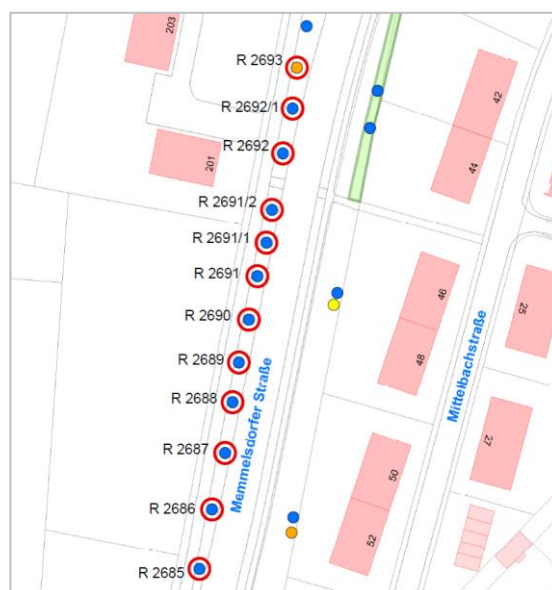 203
R 2693
42
R 2692/1
R 2692
44
201
R 2691/2
R 2691/1
R 2691
46
25
R 2690
48
R 2689
Mittelbachstraße
Memmelsdorfer Straße
R 2688
27
R 2687
50
R 2686
52
R 2685